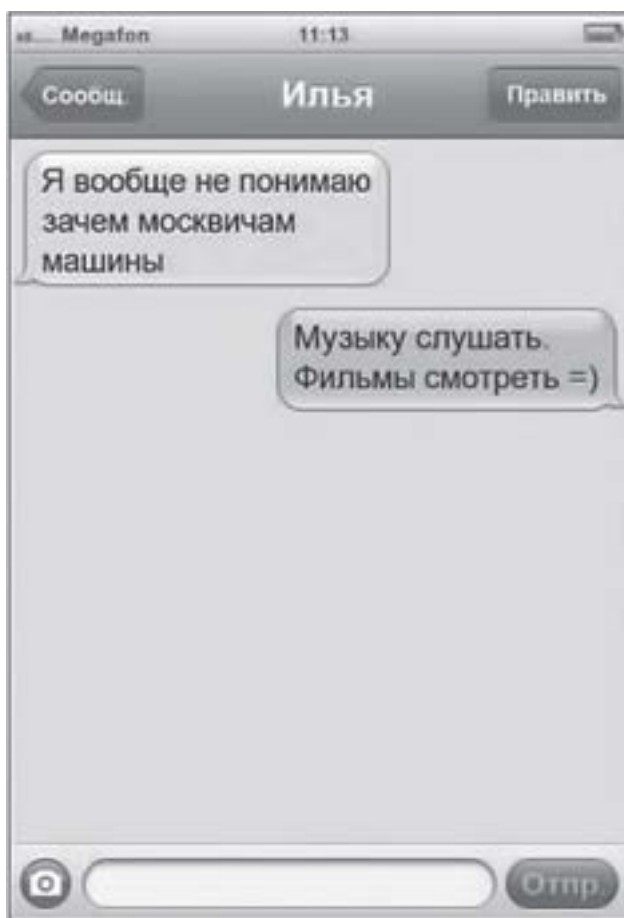 Megafon 11:13
Сообщ. Илья Править
Я вообще не понимаю
зачем москвичам
машины
Музыку слушать.
Фильмы смотреть =)
Отпр.